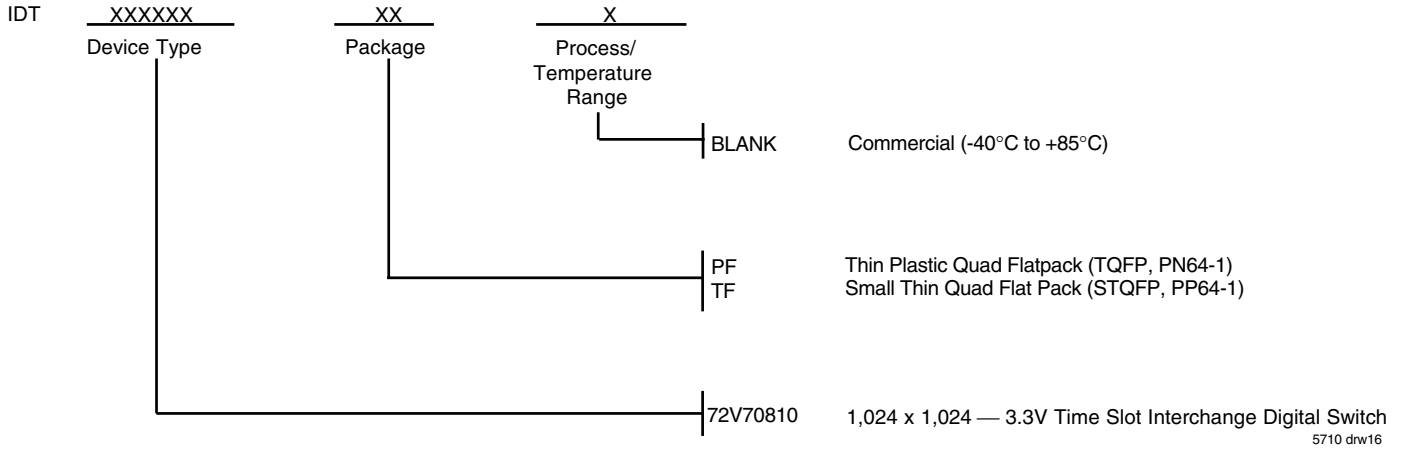 IDT XXXXXX XX X
Device Type Package Process/
Temperature
Range
BLANK Commercial (-40°C to +85°C)
PF Thin Plastic Quad Flatpack (TQFP, PN64-1)
TF Small Thin Quad Flat Pack (STQFP, PP64-1)
72V70810 1,024 x 1,024 — 3.3V Time Slot Interchange Digital Switch
5710 drw16